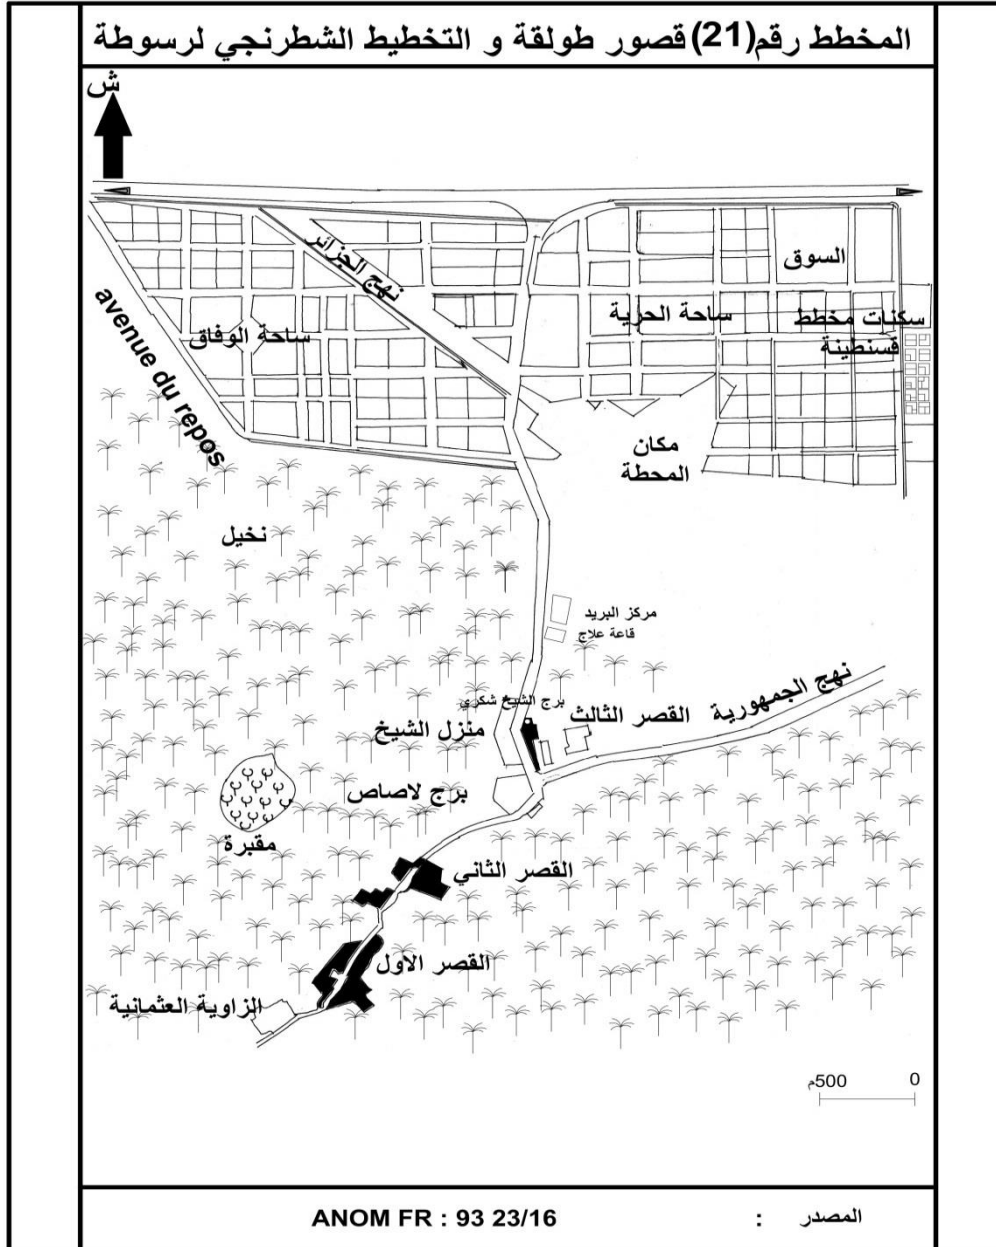 المخطط رقم(21) قصور طولقة و التخطيط الشطرنجي لرسوطة
ش
نهج الجزائر
السوق
ساحة الحرية
سكنات مخطط
قسنطينة
ساحة الوفاق
avenue du repos
مكان
المحطة
نخيل
مركز البريد
قاعة علاج
نهج الجمهورية
برج الشيخ شكري
القصر الثالث
منزل الشيخ
برج لاصاص
مقبرة
القصر الثاني
القصر الأول
الزاوية العثمانية
500م 0
المصدر : ANOM FR : 93 23/16